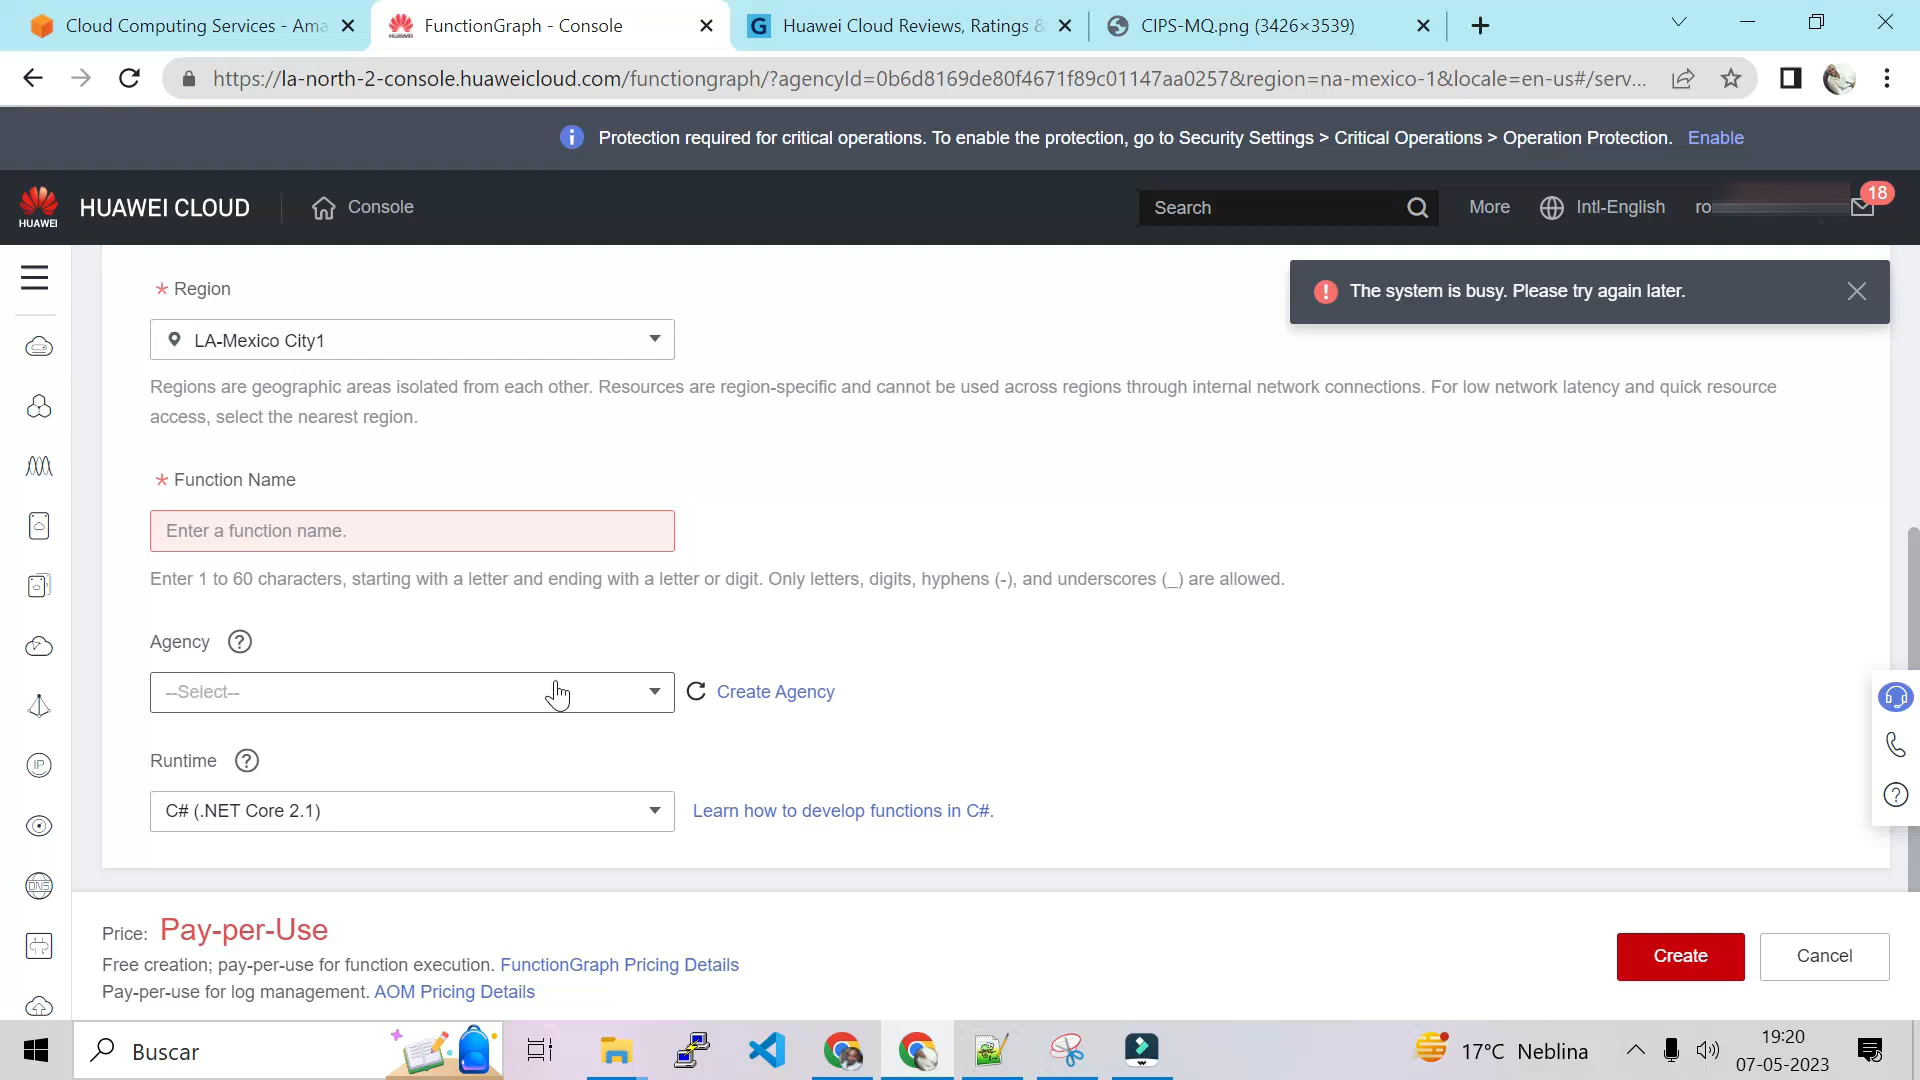 Cloud Computing Services - Ama
FunctionGraph - Console
Huawei Cloud Reviews, Ratings &
CIPS-MQ.png (3426×3539)
https://la-north-2-console.huaweicloud.com/functiongraph/?agencyId=0b6d8169de80f4671f89c01147aa0257&region=na-mexico-1&locale=en-us#/serv...
Protection required for critical operations. To enable the protection, go to Security Settings > Critical Operations > Operation Protection. Enable
HUAWEI
HUAWEI CLOUD
Console
Search
More
Intl-English
ro
18
* Region
The system is busy. Please try again later.
LA-Mexico City1
Regions are geographic areas isolated from each other. Resources are region-specific and cannot be used across regions through internal network connections. For low network latency and quick resource
access, select the nearest region.
* Function Name
Enter a function name.
Enter 1 to 60 characters, starting with a letter and ending with a letter or digit. Only letters, digits, hyphens (-), and underscores (_) are allowed.
Agency ?
--Select--
Create Agency
Runtime ?
C# (.NET Core 2.1)
Learn how to develop functions in C#.
IP
DNS
Price: Pay-per-Use
Free creation; pay-per-use for function execution. FunctionGraph Pricing Details
Pay-per-use for log management. AOM Pricing Details
Create
Cancel
Buscar
17°C Neblina
19:20
07-05-2023